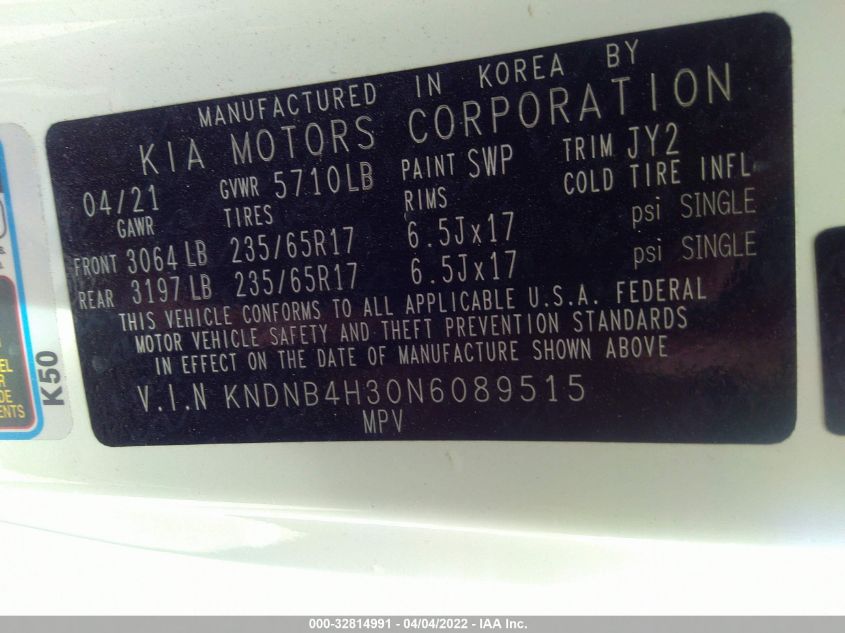 MANUFACTURED IN KOREA BY
KIA MOTORS CORPORATION
04/21 GVWR 5710LB PAINT SWP TRIM JY2
GAWR TIRES RIMS COLD TIRE INFL.
FRONT 3064 LB 235/65R17 6.5Jx17 psi SINGLE
REAR 3197 LB 235/65R17 6.5Jx17 psi SINGLE
THIS VEHICLE CONFORMS TO ALL APPLICABLE U.S.A. FEDERAL
MOTOR VEHICLE SAFETY AND THEFT PREVENTION STANDARDS
IN EFFECT ON THE DATE OF MANUFACTURE SHOWN ABOVE
V.I.N KNDNB4H30N6089515
MPV
K50
000-32814991 - 04/04/2022 - IAA Inc.